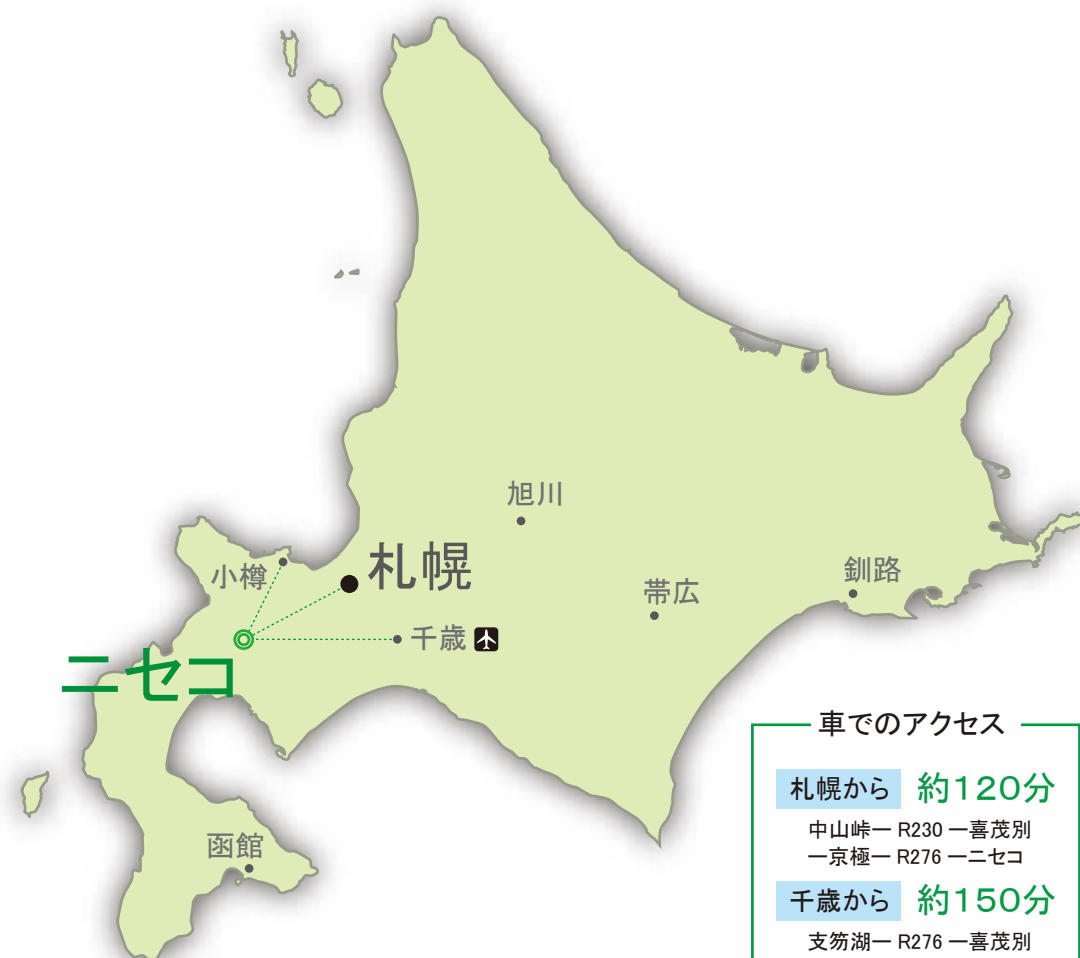 旭川
札幌
小樽
釧路
帯広
千歳
ニセコ
函館
車でのアクセス
札幌から 約120分
中山峠ー R230 ー喜茂別
ー京極ー R276 ーニセコ
千歳から 約150分
支笏湖ー R276 ー喜茂別